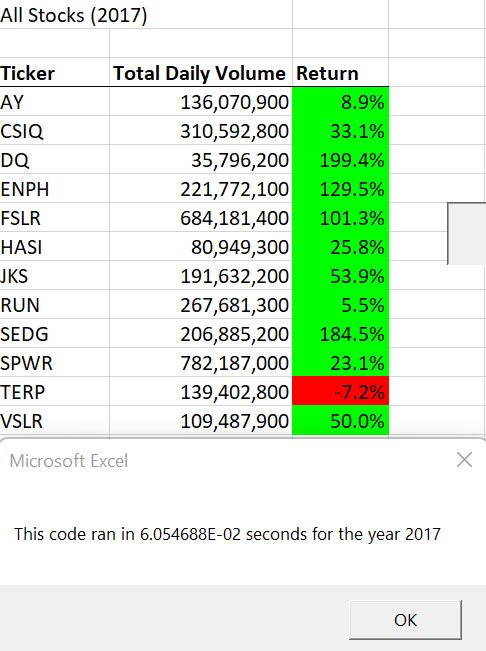 All Stocks (2017)
Ticker Total Daily Volume Return
AY 136,070,900 8.9%
CSIQ 310,592,800 33.1%
DQ 35,796,200 199.4%
ENPH 221,772,100 129.5%
FSLR 684,181,400 101.3%
HASI 80,949,300 25.8%
JKS 191,632,200 53.9%
RUN 267,681,300 5.5%
SEDG 206,885,200 184.5%
SPWR 782,187,000 23.1%
TERP 139,402,800 -7.2%
VSLR 109,487,900 50.0%
Microsoft Excel
This code ran in 6.054688E-02 seconds for the year 2017
OK